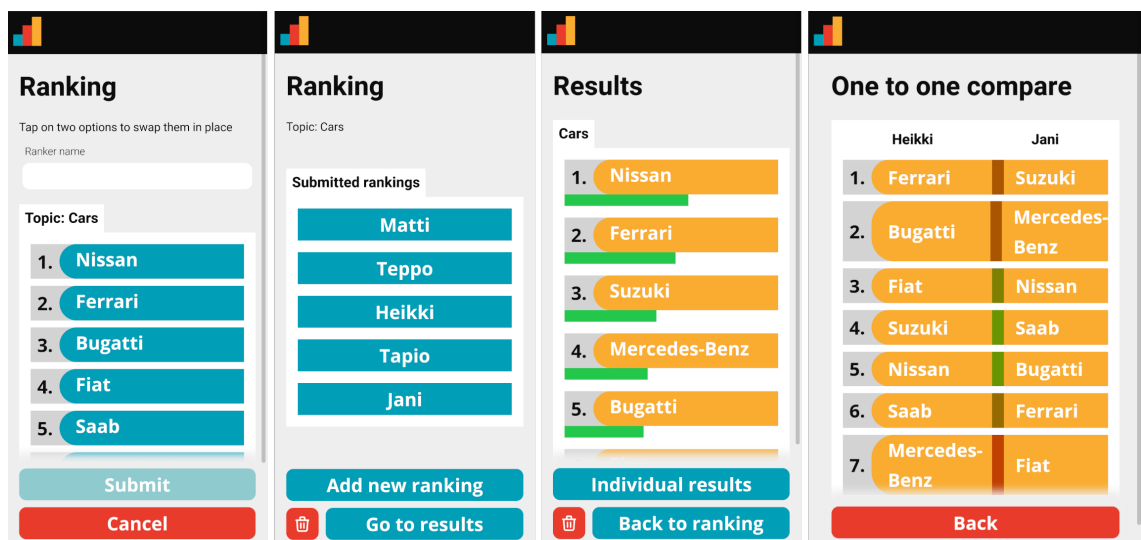 Ranking
Tap on two options to swap them in place
Ranker name
Topic: Cars
1. Nissan
2. Ferrari
3. Bugatti
4. Fiat
5. Saab
Submit
Cancel
Ranking
Topic: Cars
Submitted rankings
Matti
Teppo
Heikki
Tapio
Jani
Add new ranking
Go to results
Results
Cars
1. Nissan
2. Ferrari
3. Suzuki
4. Mercedes-Benz
5. Bugatti
Individual results
Back to ranking
One to one compare
Heikki Jani
1. Ferrari Suzuki
2. Bugatti Mercedes-
Benz
3. Fiat Nissan
4. Suzuki Saab
5. Nissan Bugatti
6. Saab Ferrari
7. Mercedes-
Benz Fiat
Back